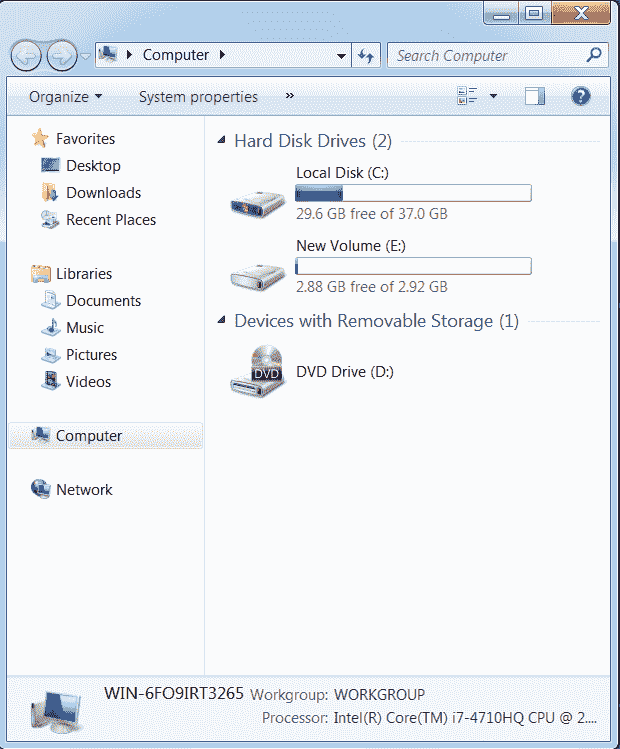 Computer
Search Computer
Organize
System properties
»
Favorites
Desktop
Downloads
Recent Places
Libraries
Documents
Music
Pictures
Videos
Computer
Network
Hard Disk Drives (2)
Local Disk (C:)
29.6 GB free of 37.0 GB
New Volume (E:)
2.88 GB free of 2.92 GB
Devices with Removable Storage (1)
DVD
DVD Drive (D:)
WIN-6FO9IRT3265 Workgroup: WORKGROUP
Processor: Intel(R) Core(TM) i7-4710HQ CPU @ 2....